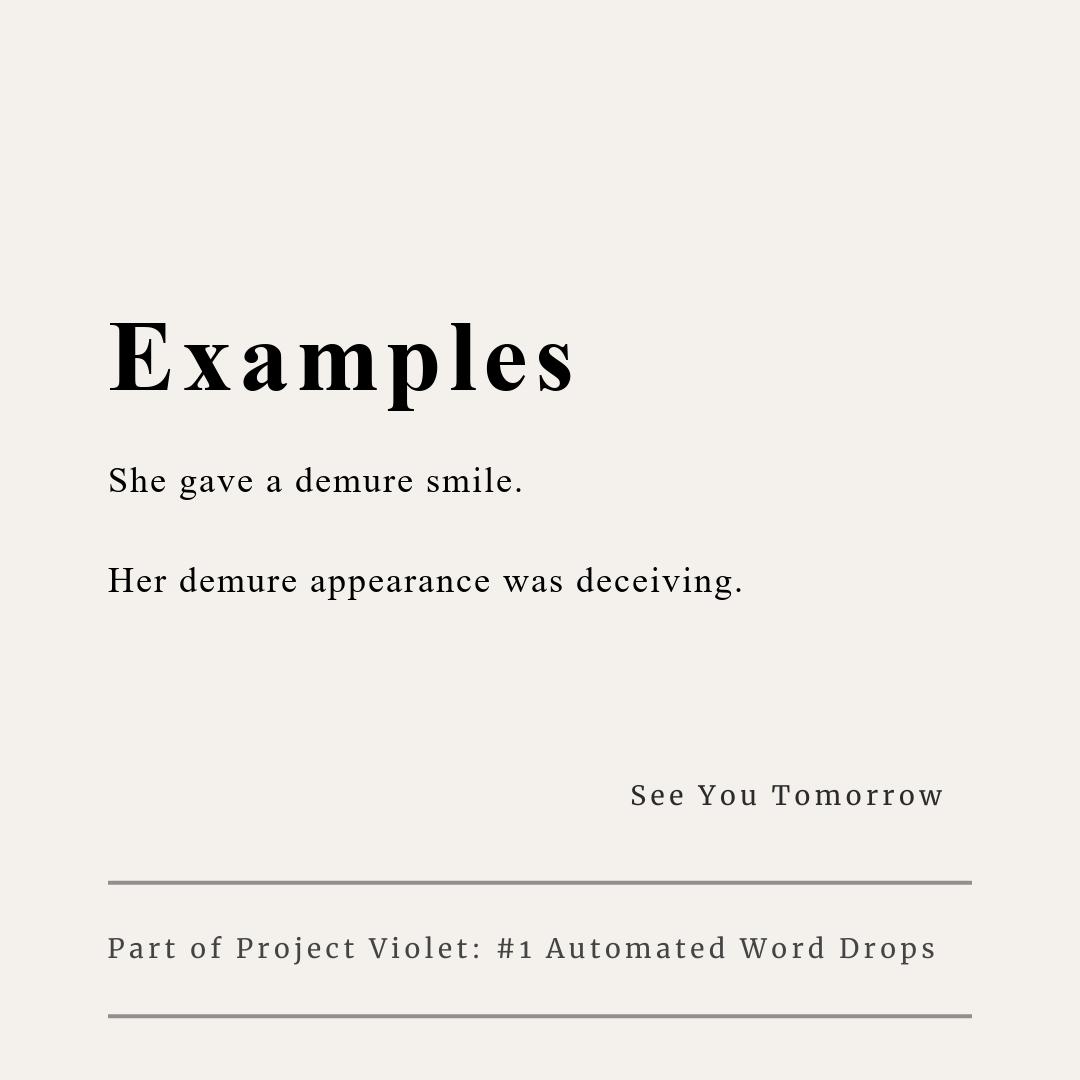 Examples
She gave a demure smile.
Her demure appearance was deceiving.
See You Tomorrow
Part of Project Violet: #1 Automated Word Drops